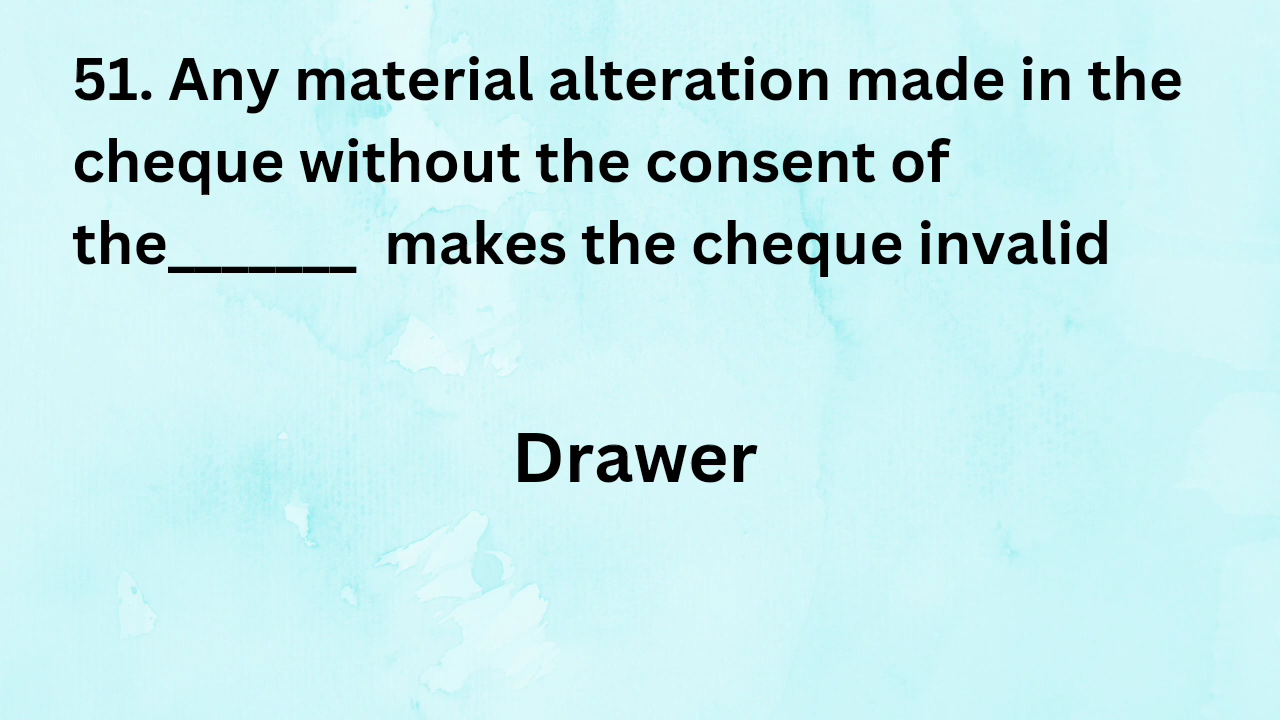 51. Any material alteration made in the
cheque without the consent of
the_______ makes the cheque invalid
Drawer